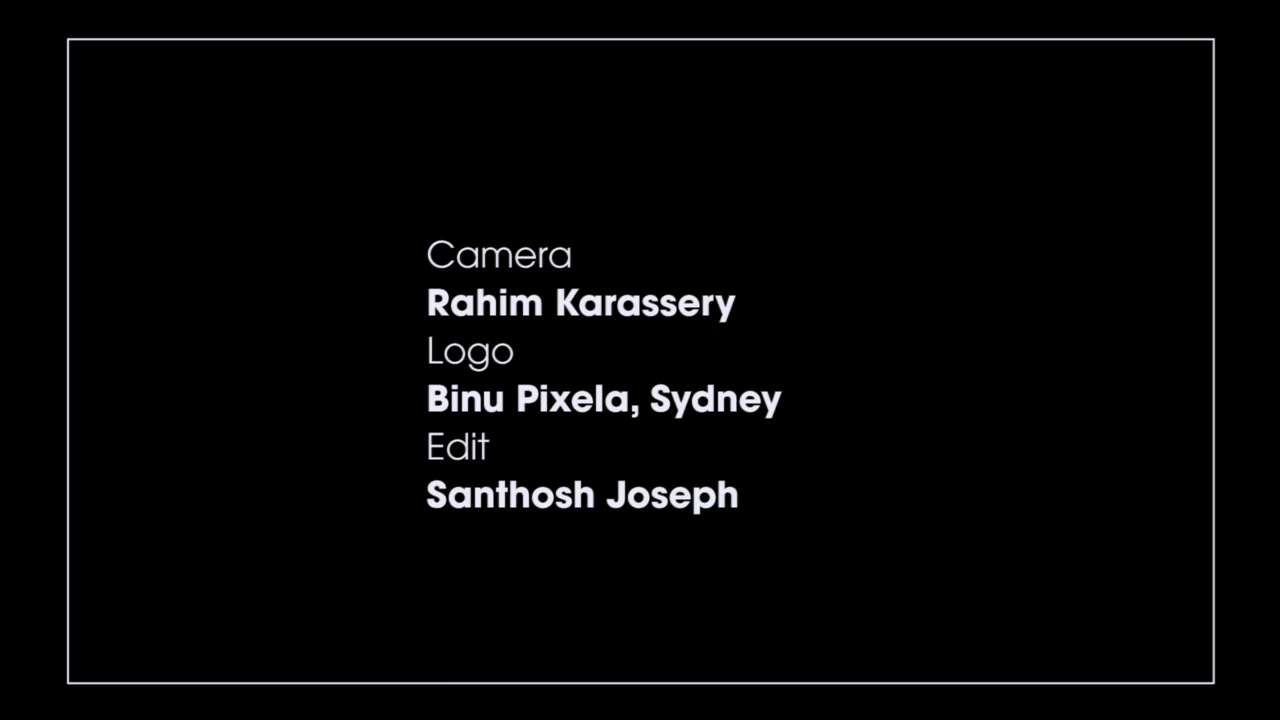 Camera
Rahim Karassery
Logo
Binu Pixela, Sydney
Edit
Santhosh Joseph